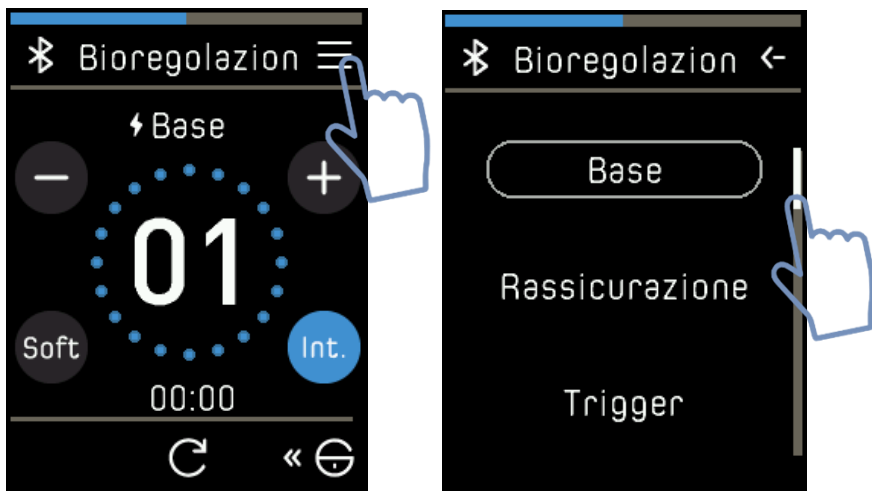 Bioregolazion
Base
01
Soft
Int.
00:00
Bioregolazion
Base
Rassicurazione
Trigger